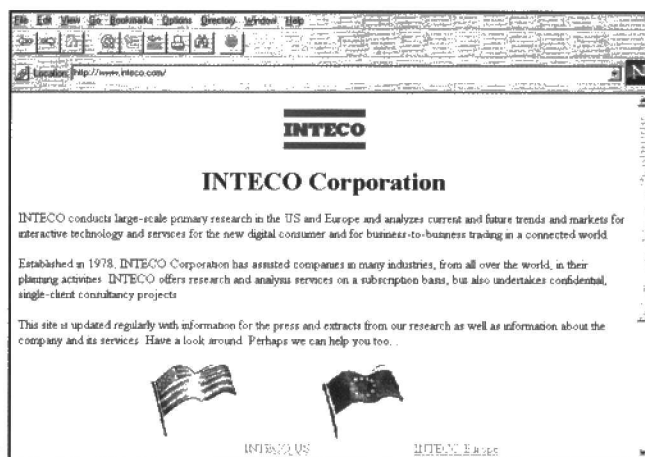 File Edit View Go Bookmarks Options Directory Window Help
Location: http://www.inteco.com/
N
INTECO
INTECO Corporation
INTECO conducts large-scale primary research in the US and Europe and analyzes current and future trends and markets for
interactive technology and services for the new digital consumer and for business-to-business trading in a connected world
Established in 1978, INTECO Corporation has assisted companies in many industries, from all over the world, in their
planning activities. INTECO offers research and analysis services on a subscription basis, but also undertakes confidential,
single-client consultancy projects
This site is updated regularly with information for the press and extracts from our research as well as information about the
company and its services. Have a look around. Perhaps we can help you too...
INTECO US INTECO Europe